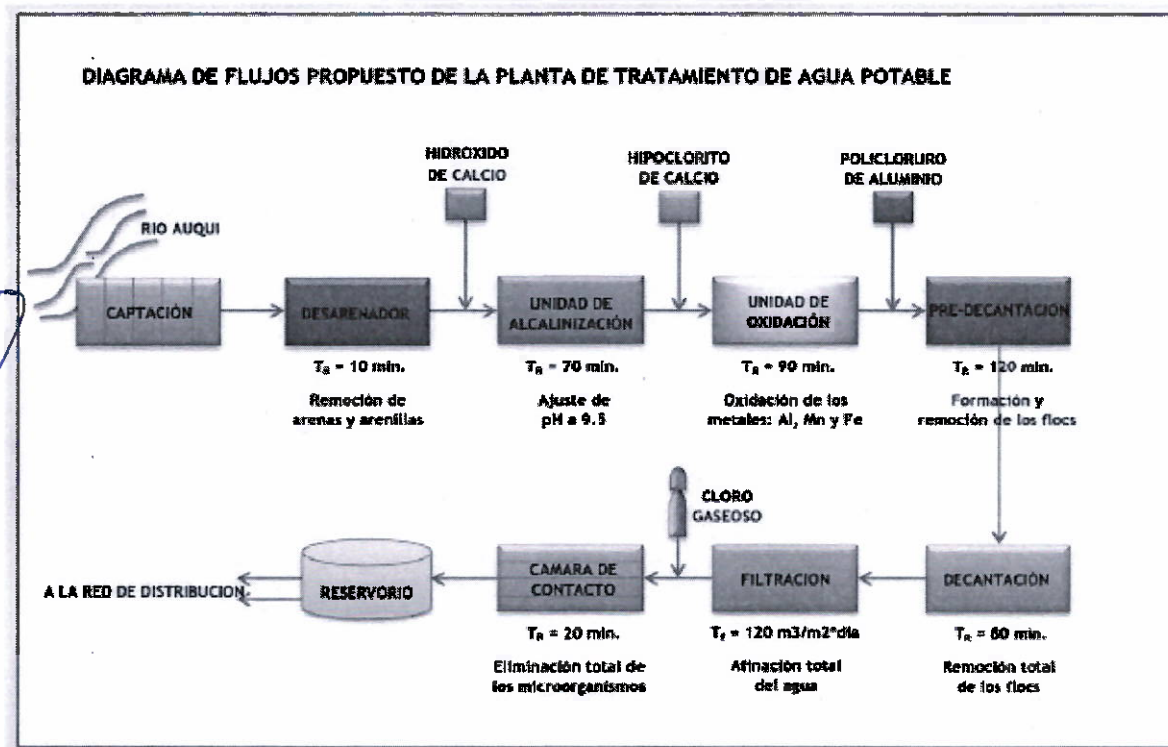 DIAGRAMA DE FLUJOS PROPUESTO DE LA PLANTA DE TRATAMIENTO DE AGUA POTABLE
HIDROXIDO
DE CALCIO
HIPOCLORITO
DE CALCIO
POLICLORURO
DE ALUMINIO
RIO AUQUI
CAPTACIÓN
DESARENADOR
UNIDAD DE
ALCALINIZACIÓN
UNIDAD DE
OXIDACIÓN
PRE-DECANTACION
TR = 10 min.
TR = 70 min.
TR = 90 min.
TR = 120 min.
Remoción de
arenas y arenillas
Ajuste de
pH a 9.5
Oxidación de los
metales: Al, Mn y Fe
Formación y
remoción de los flocs
CLORO
GASEOSO
A LA RED DE DISTRIBUCION
RESERVORIO
CAMARA DE
CONTACTO
FILTRACION
DECANTACIÓN
TR = 20 min.
Tf = 120 m3/m2*dia
TR = 60 min.
Eliminación total de
los microorganismos
Afinación total
del agua
Remoción total
de los flocs